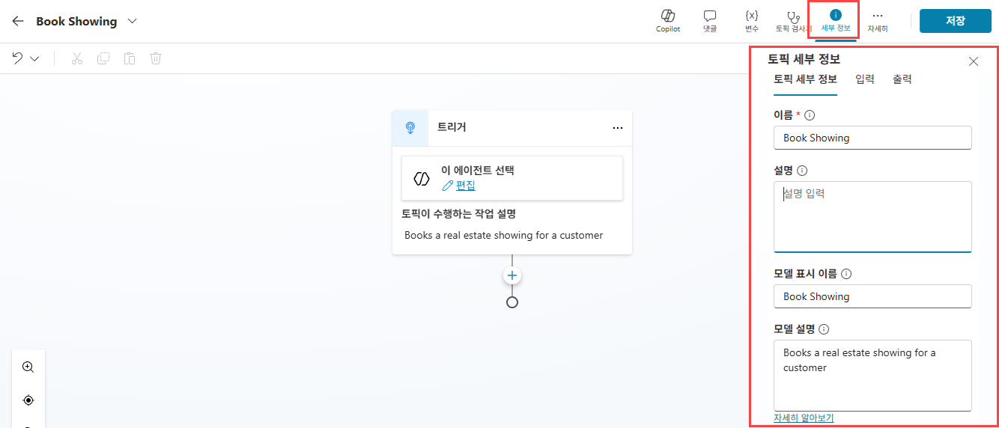 Book Showing
Copilot
댓글
{x}
변수
토픽 검사기
세부 정보
자세히
저장
트리거
이 에이전트 선택
편집
토픽이 수행하는 작업 설명
Books a real estate showing for a customer
토픽 세부 정보
토픽 세부 정보 입력 출력
이름 *
Book Showing
설명
설명 입력
모델 표시 이름
Book Showing
모델 설명
Books a real estate showing for a
customer
자세히 알아보기